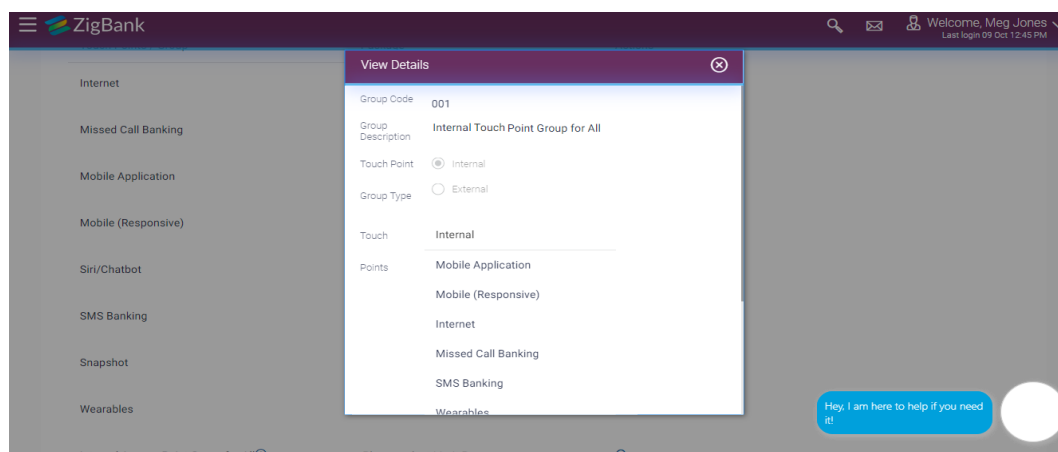 ZigBank
Welcome, Meg Jones
Last login 09 Oct 12:45 PM
Internet
Missed Call Banking
Mobile Application
Mobile (Responsive)
Siri/Chatbot
SMS Banking
Snapshot
Wearables
View Details
Group Code 001
Group
Description
Internal Touch Point Group for All
Touch Point
Group Type
Internal
External
Touch
Points
Internal
Mobile Application
Mobile (Responsive)
Internet
Missed Call Banking
SMS Banking
Wearables
Hey, I am here to help if you need
it!